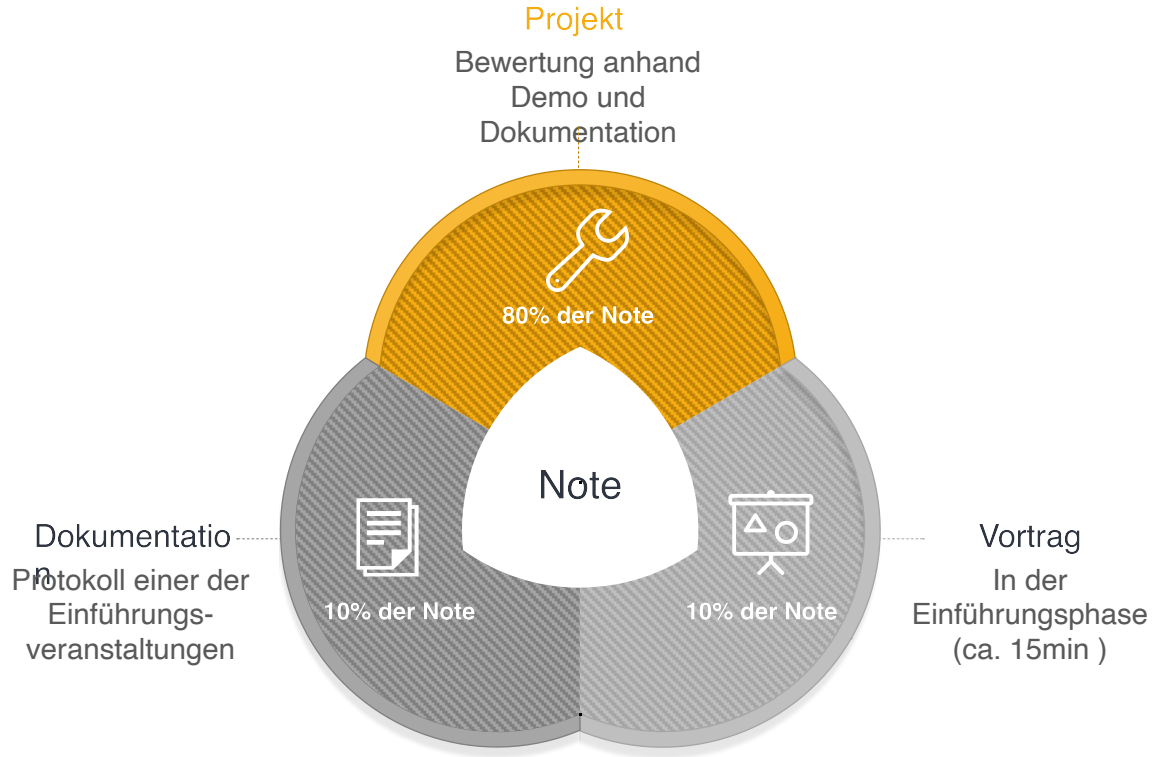 Projekt
Bewertung anhand
Demo und
Dokumentation
80% der Note
Note
Dokumentatio
n
Protokoll einer der
Einführungs-
veranstaltungen
10% der Note
10% der Note
Vortrag
In der
Einführungsphase
(ca. 15min )